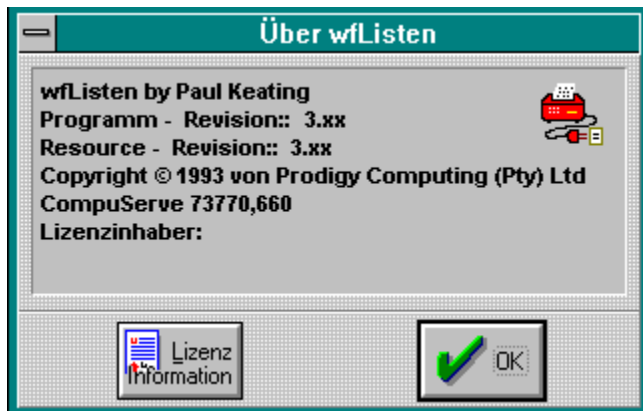 Über wfListen
wfListen by Paul Keating
Programm - Revision:: 3.xx
Resource - Revision:: 3.xx
Copyright © 1993 von Prodigy Computing (Pty) Ltd
CompuServe 73770,660
Lizenzinhaber:
Lizenz
Information
OK